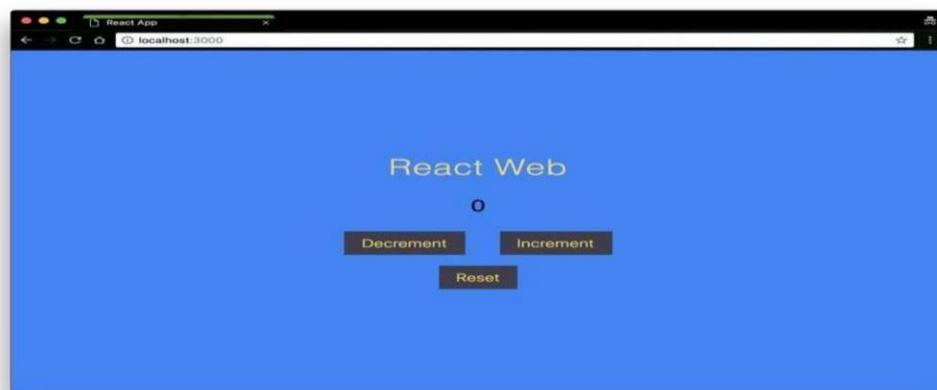 React App
localhost:3000
React Web
0
Decrement Increment
Reset